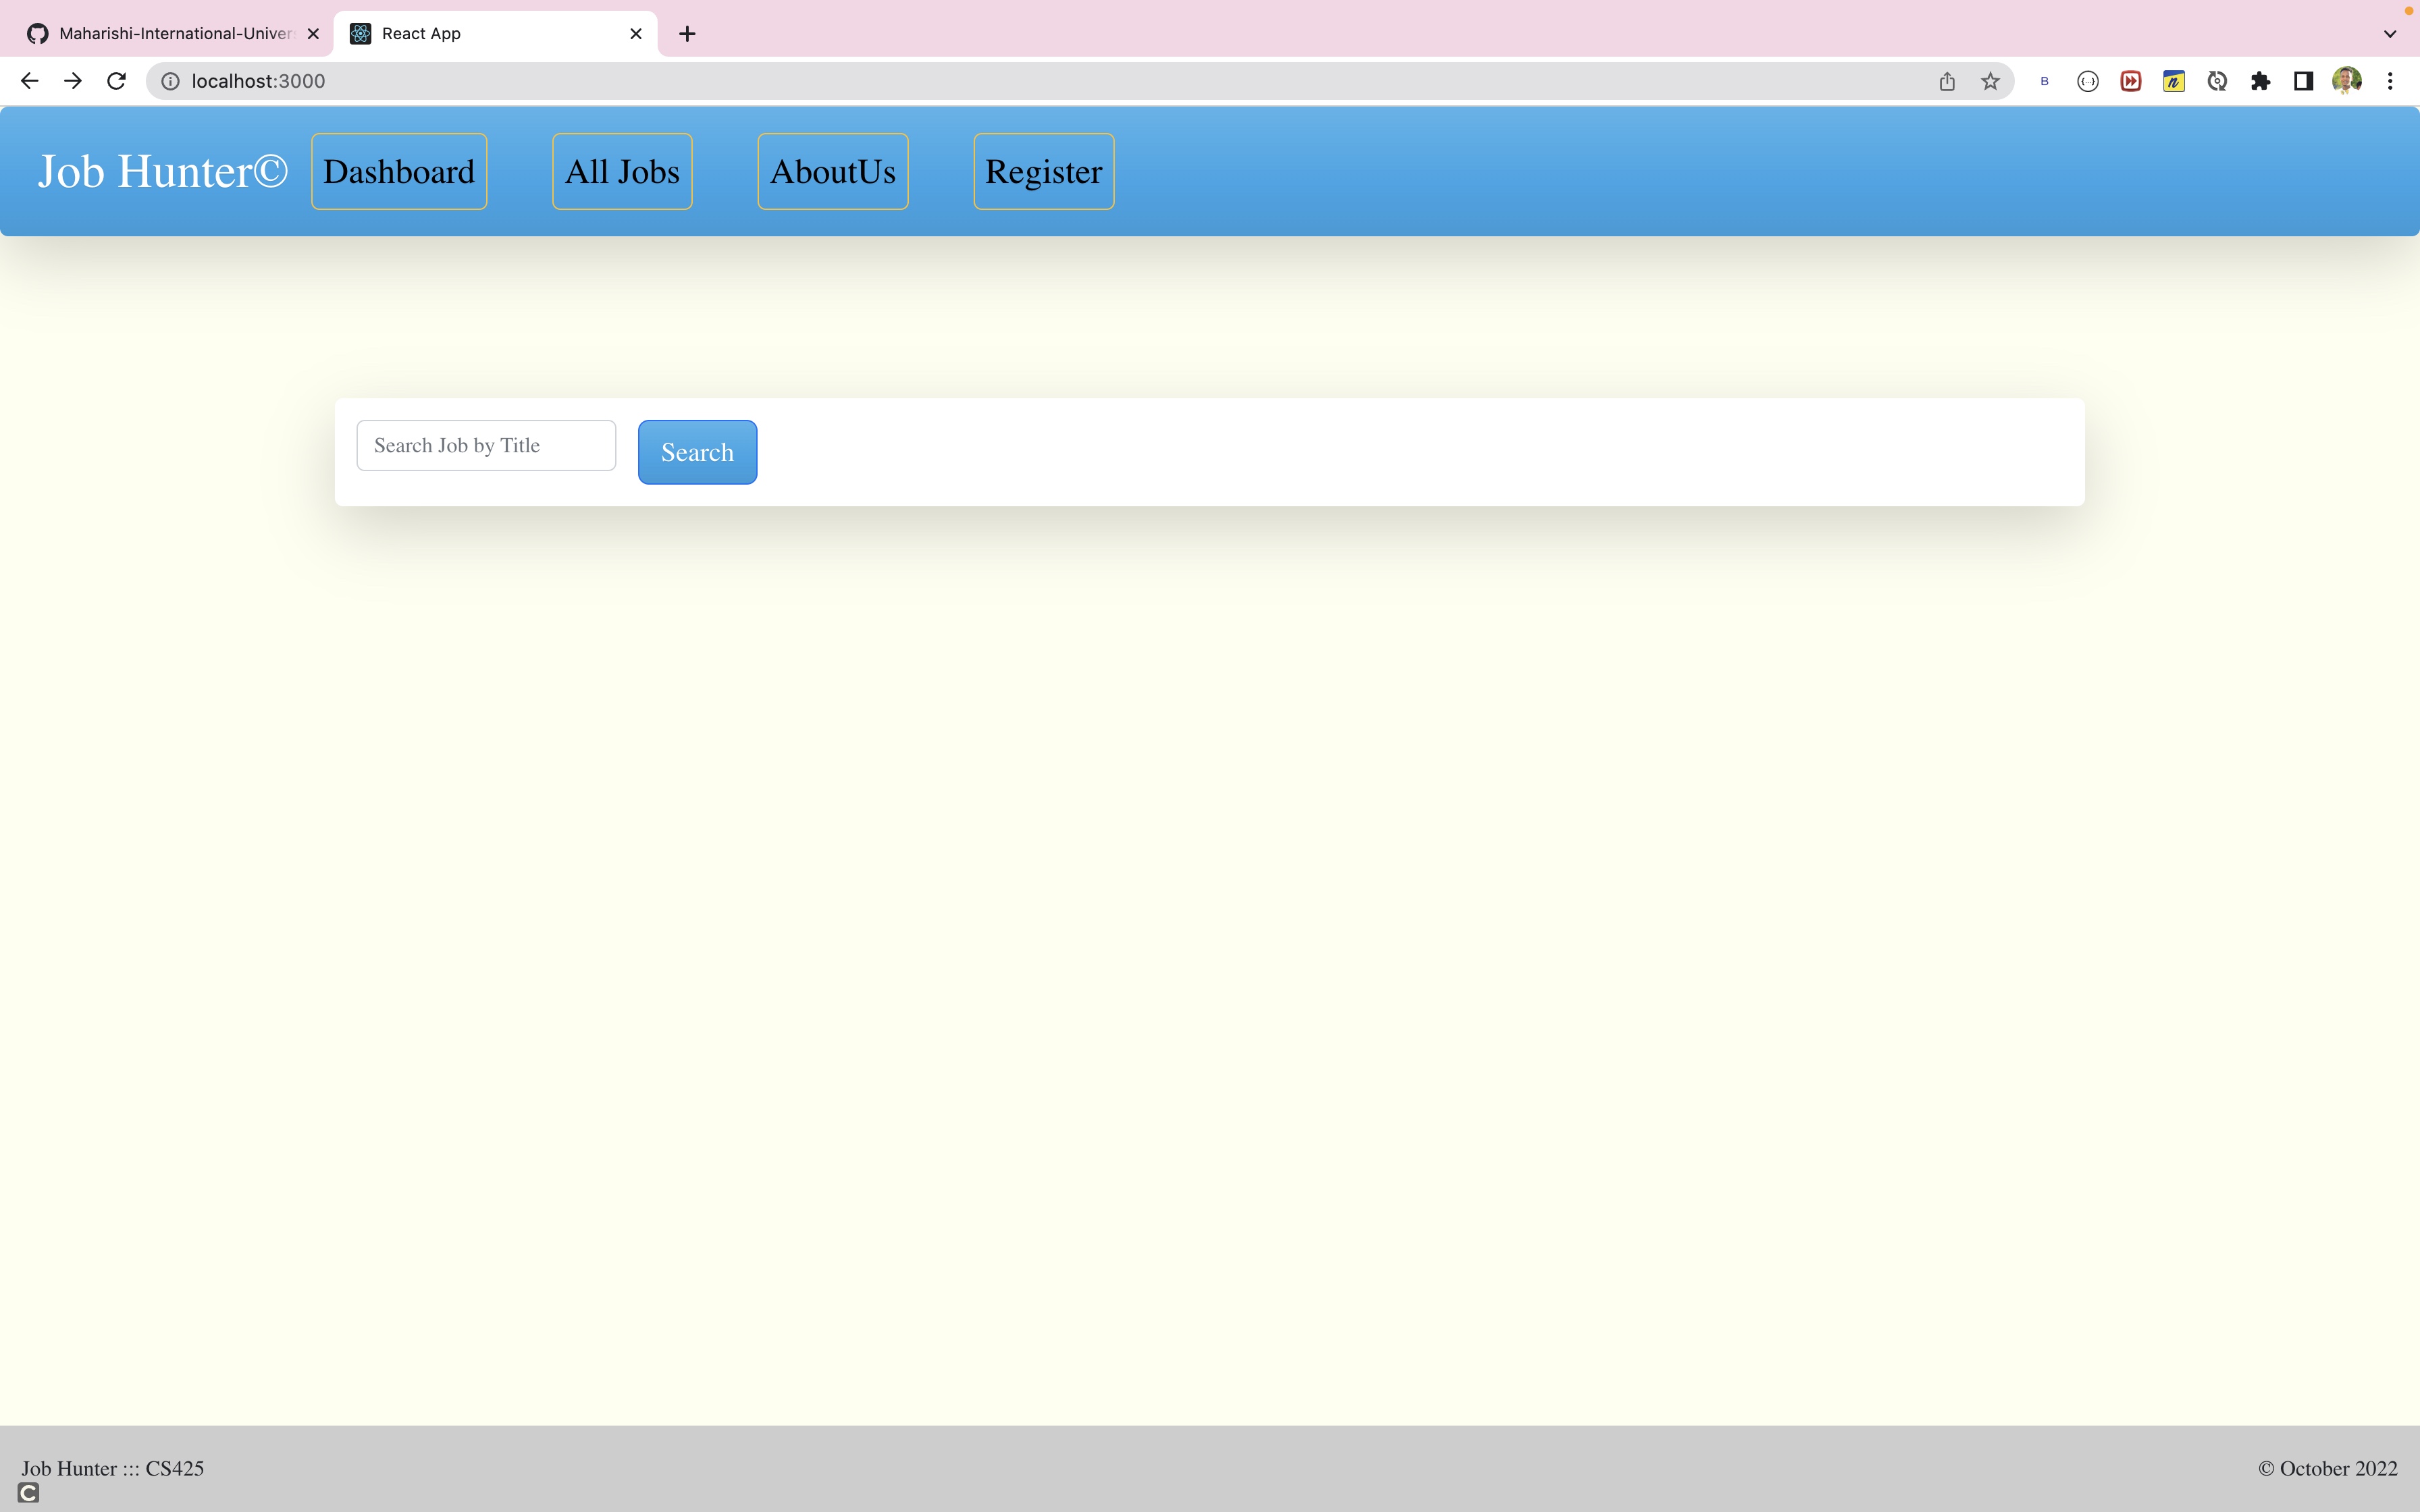 Maharishi-International-Univer
React App
localhost:3000
B
n
Job Hunter© Dashboard All Jobs AboutUs Register
Search Job by Title
Search
Job Hunter ::: CS425
© October 2022
C